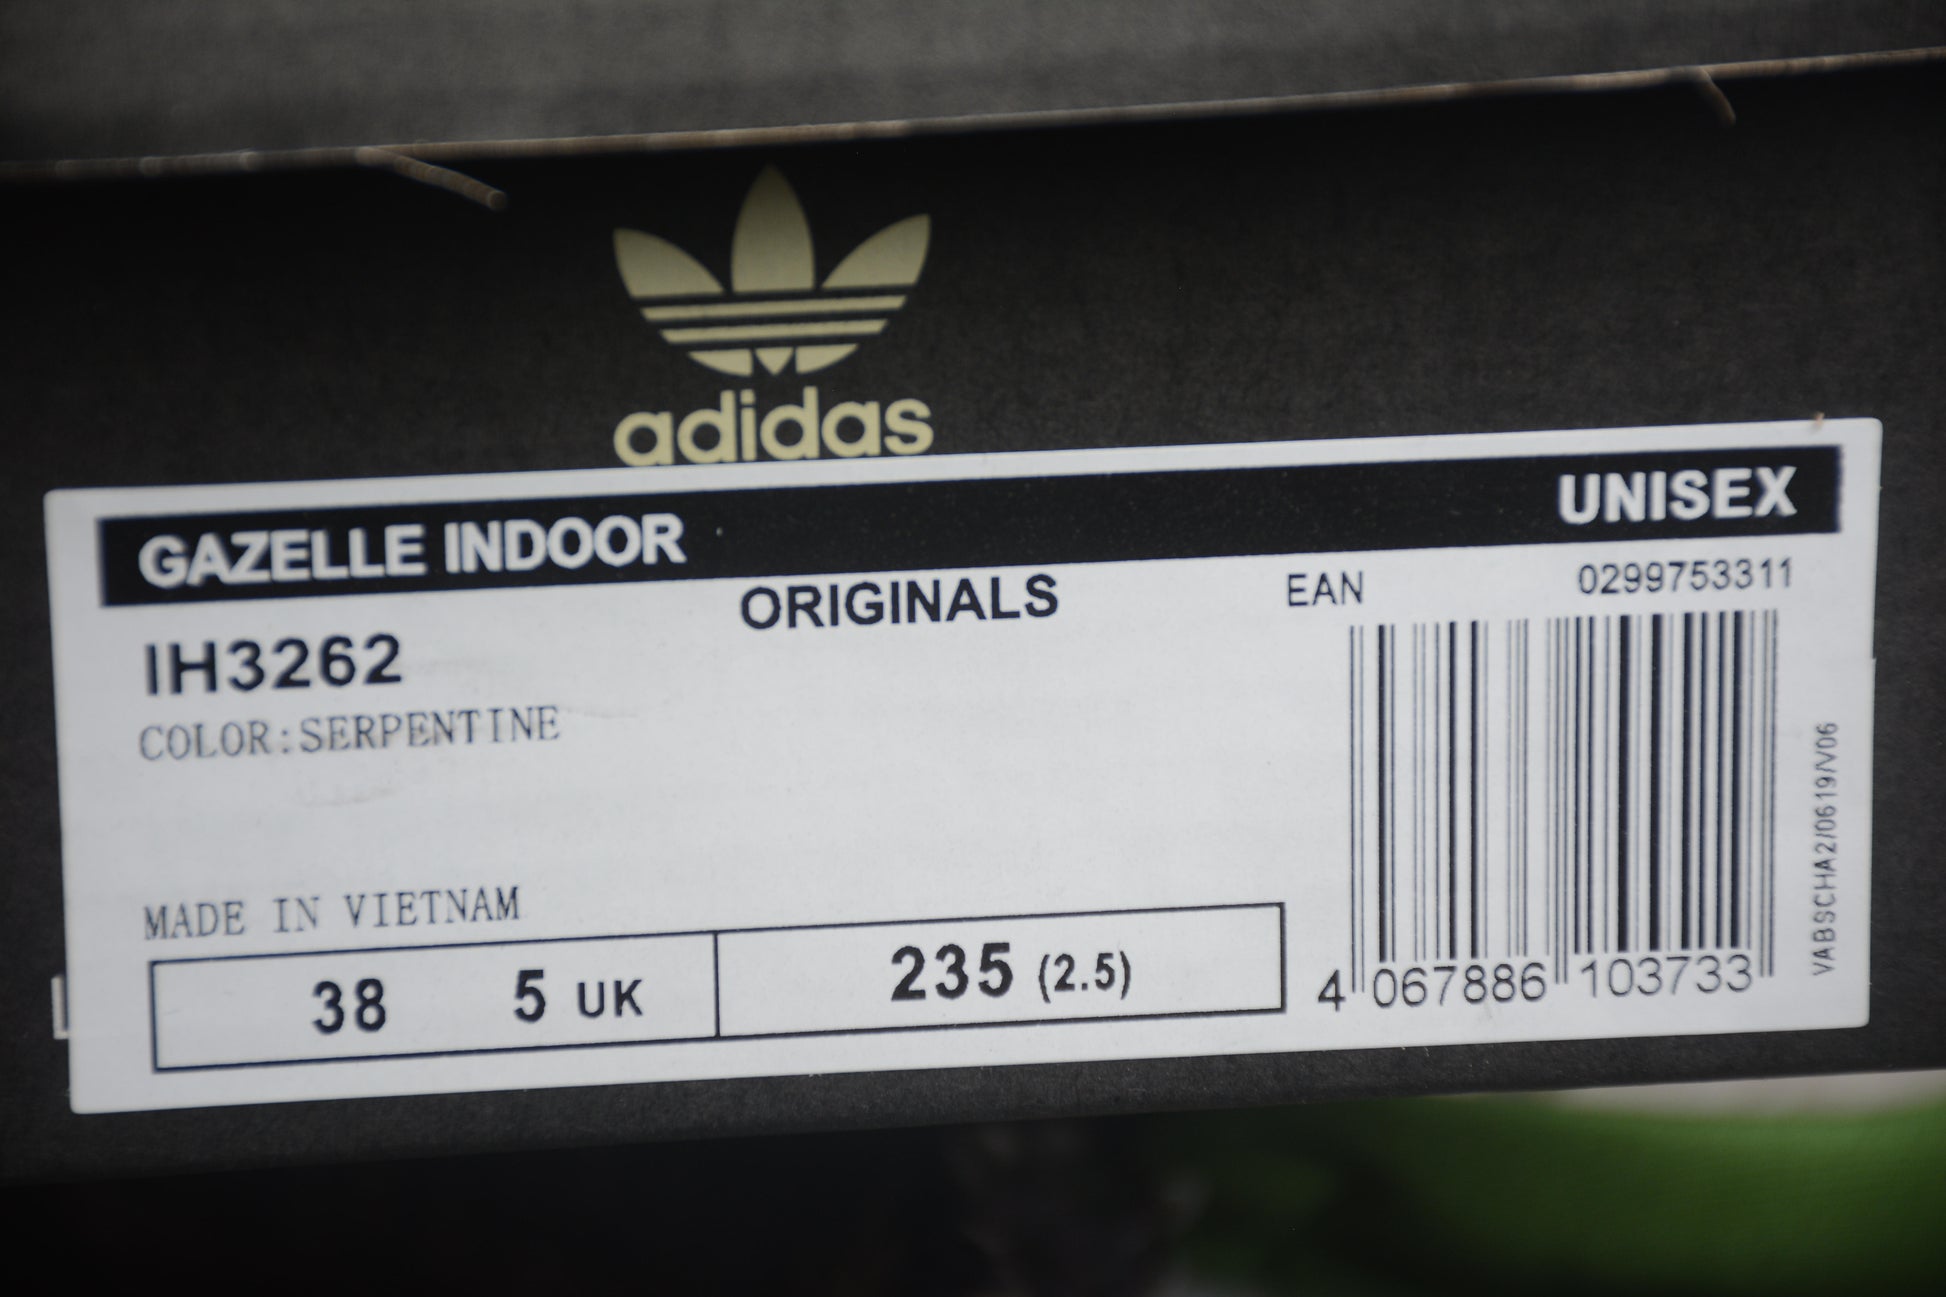 adidas
GAZELLE INDOOR UNISEX
ORIGINALS EAN 0299753311
IH3262
COLOR:SERPENTINE
MADE IN VIETNAM
38 5 UK 235 (2.5)
4 067886 103733
VABSCHA2/0619/V06